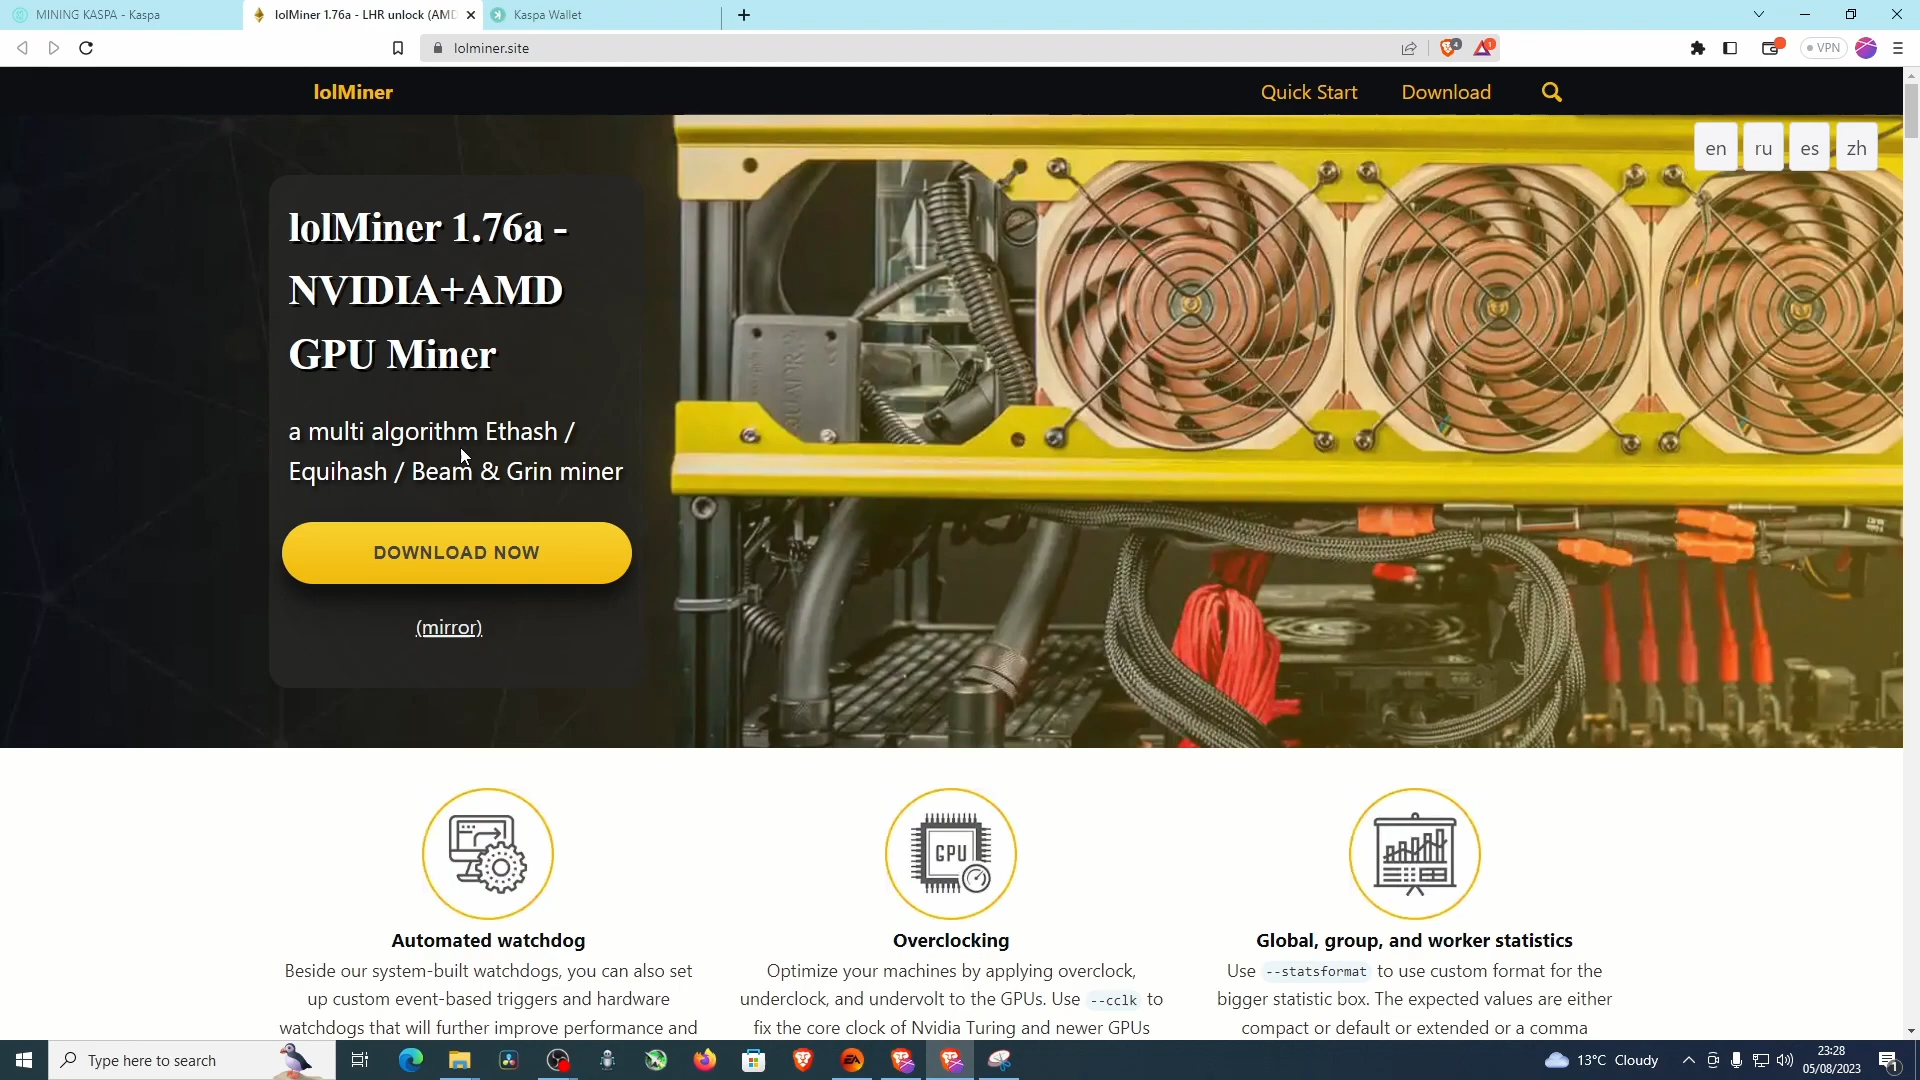 MINING KASPA - Kaspa
lolMiner 1.76a - LHR unlock (AMD
Kaspa Wallet
lolminer.site
4
1
VPN
lolMiner
Quick Start
Download
en
ru
es
zh
lolMiner 1.76a -
NVIDIA+AMD
GPU Miner
a multi algorithm Ethash /
Equihash / Beam & Grin miner
DOWNLOAD NOW
(mirror)
GPU
Automated watchdog
Beside our system-built watchdogs, you can also set
up custom event-based triggers and hardware
watchdogs that will further improve performance and
Overclocking
Optimize your machines by applying overclock,
underclock, and undervolt to the GPUs. Use --cclk to
fix the core clock of Nvidia Turing and newer GPUs
Global, group, and worker statistics
Use --statsformat to use custom format for the
bigger statistic box. The expected values are either
compact or default or extended or a comma
Type here to search
EA
13°C Cloudy
23:28
05/08/2023
1